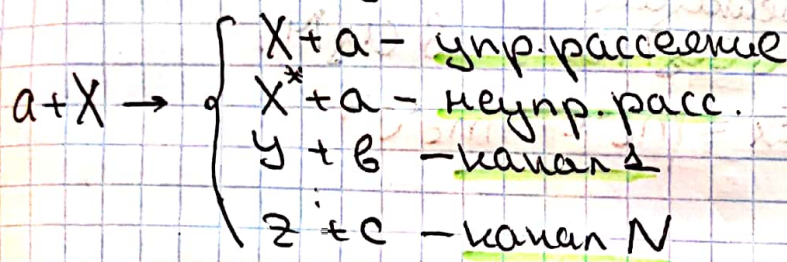 X + a - упр. рассеяние
a + X → X* + a - неупр. расс.
y + b - канал 1
z + c - канал N